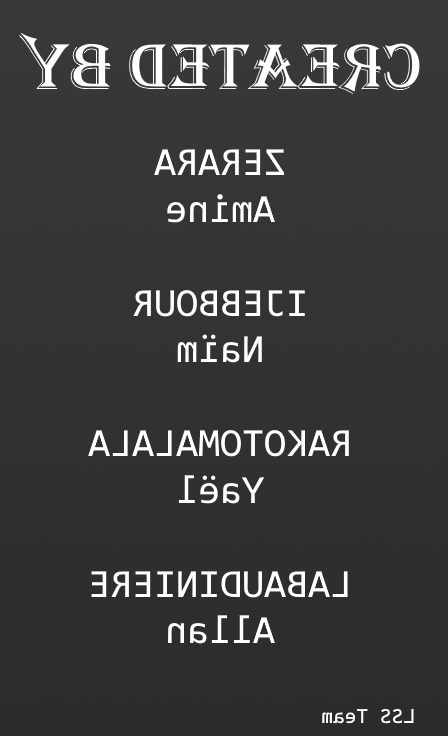 CREATED BY
ZERARA
Amine
IJEBBOUR
Naïm
RAKOTOMALALA
Yaël
LABAUDINIERE
Allan
LSS Team